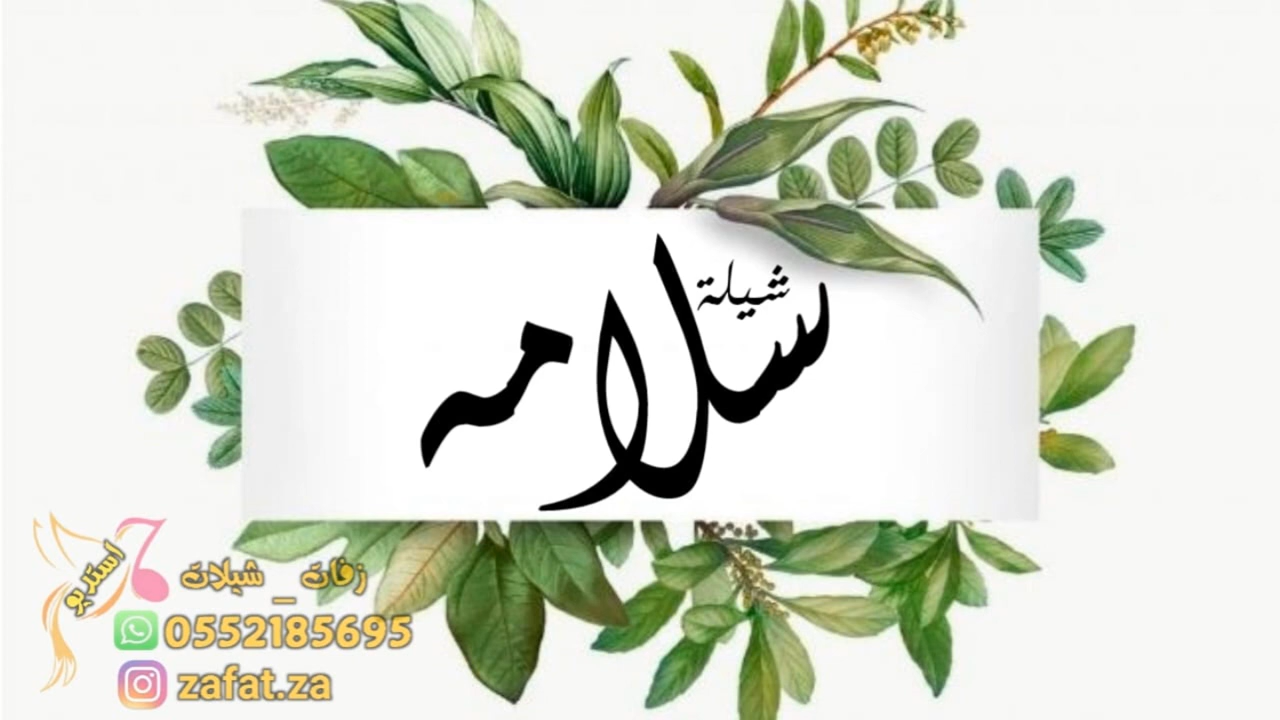 شيلة
سلامه
استديو
زفات _ شيلات
0552185695
zafat.za